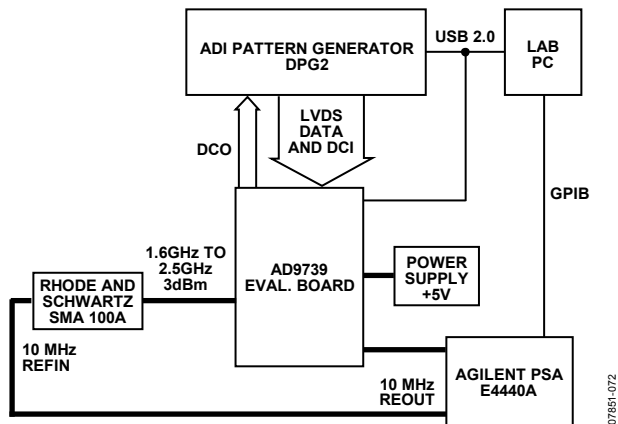 ADI PATTERN GENERATOR
DPG2
USB 2.0
LAB
PC
LVDS
DATA
AND DCI
DCO
GPIB
1.6GHz TO
2.5GHz
3dBm
AD9739
EVAL. BOARD
POWER
SUPPLY
+5V
RHODE AND
SCHWARTZ
SMA 100A
10 MHz
REFIN
10 MHz
REOUT
AGILENT PSA
E4440A
07851-072